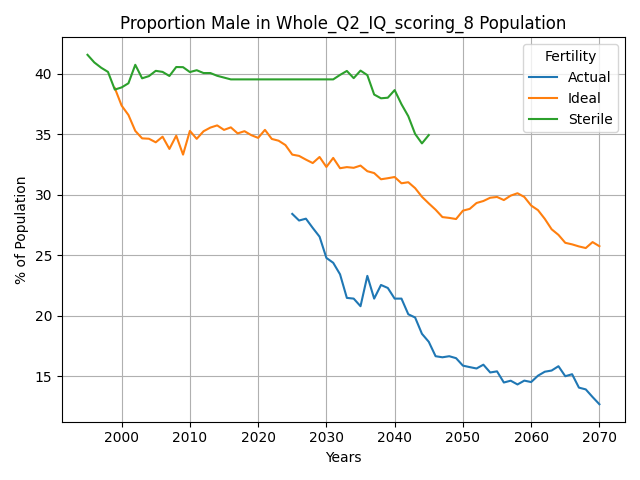 Proportion Male in Whole_Q2_IQ_scoring_8 Population
Fertility
Actual
Ideal
Sterile
% of Population
40
35
30
25
20
15
2000
2010
2020
2030
2040
2050
2060
2070
Years